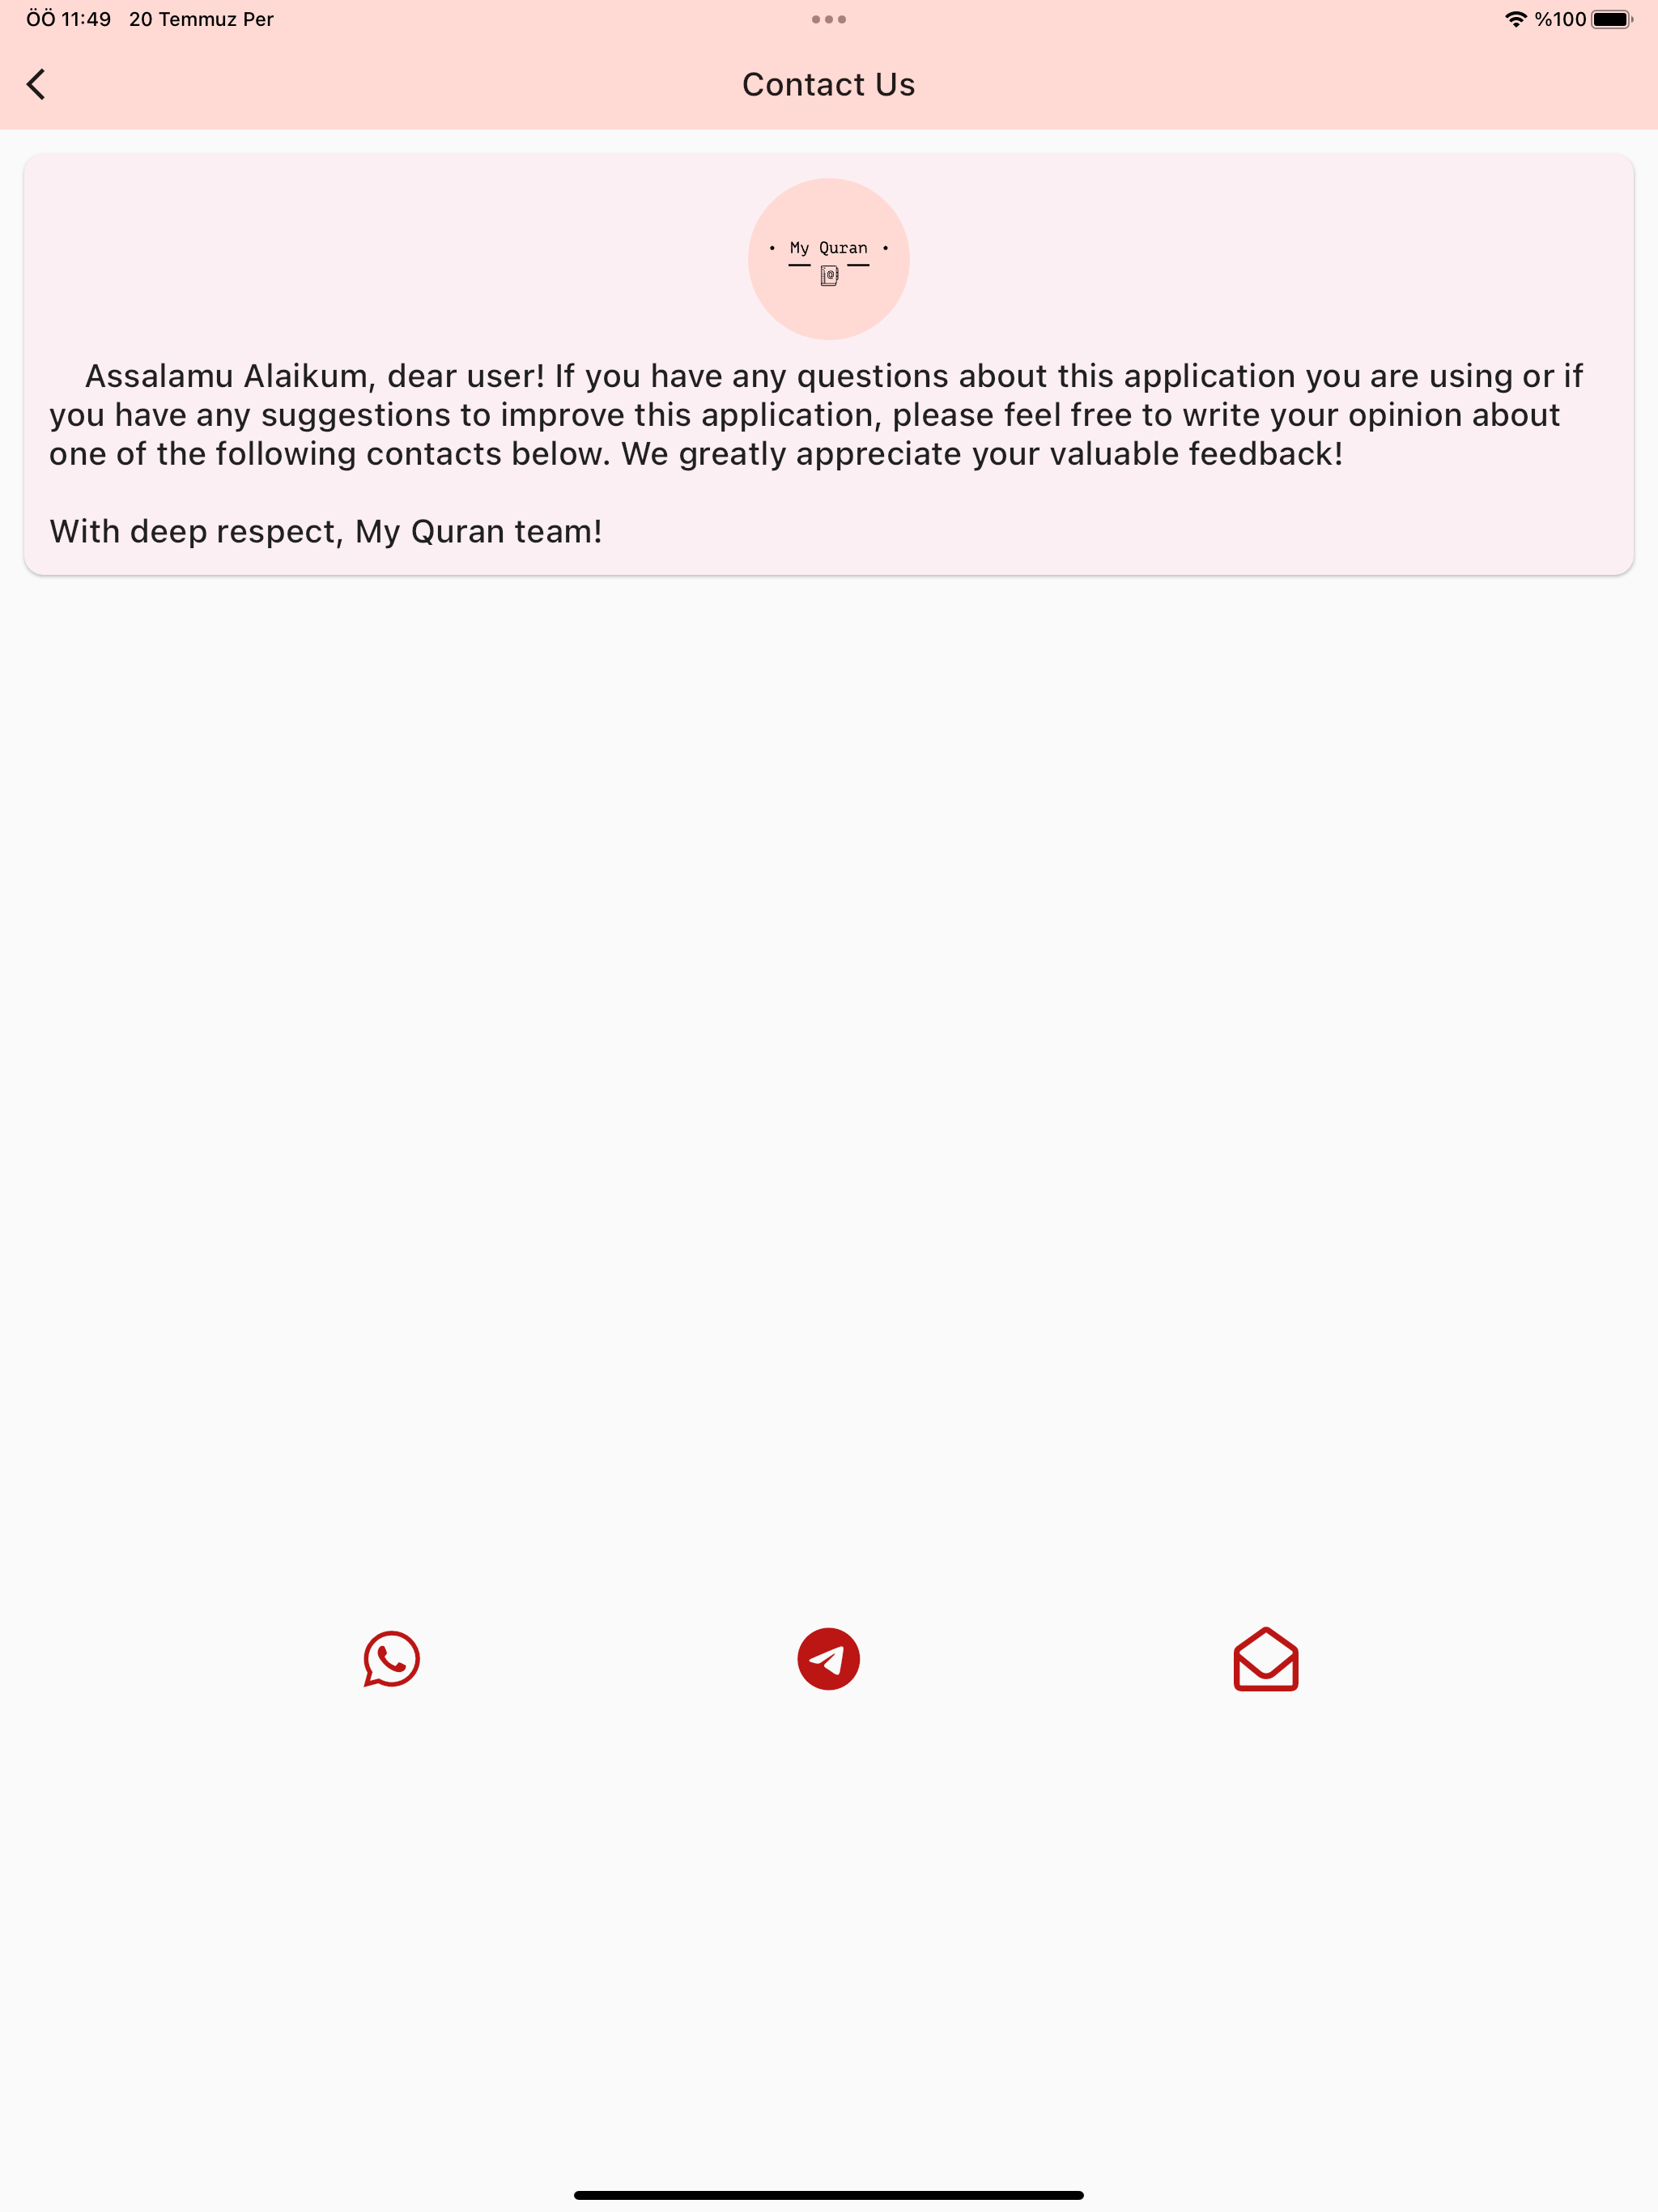 ÖÖ 11:49 20 Temmuz Per
%100
Contact Us
• My Quran •
Assalamu Alaikum, dear user! If you have any questions about this application you are using or if
you have any suggestions to improve this application, please feel free to write your opinion about
one of the following contacts below. We greatly appreciate your valuable feedback!
With deep respect, My Quran team!